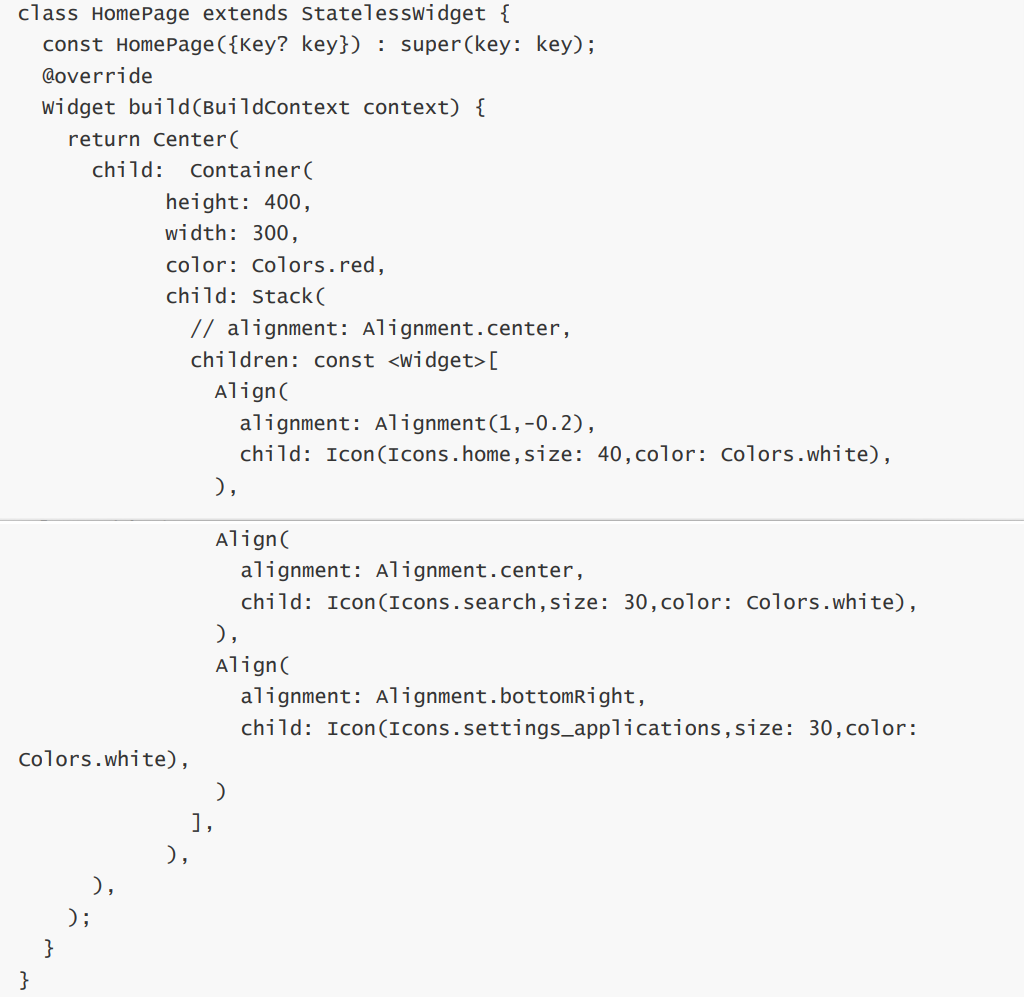 class HomePage extends StatelessWidget {
  const HomePage({Key? key}) : super(key: key);
  @override
  Widget build(BuildContext context) {
    return Center(
      child:  Container(
            height: 400,
            width: 300,
            color: Colors.red,
            child: Stack(
              // alignment: Alignment.center,
              children: const <Widget>[
                Align(
                  alignment: Alignment(1,-0.2),
                  child: Icon(Icons.home,size: 40,color: Colors.white),
                ),
                Align(
                  alignment: Alignment.center,
                  child: Icon(Icons.search,size: 30,color: Colors.white),
                ),
                Align(
                  alignment: Alignment.bottomRight,
                  child: Icon(Icons.settings_applications,size: 30,color:
Colors.white),
                )
              ],
            ),
      ),
    );
  }
}